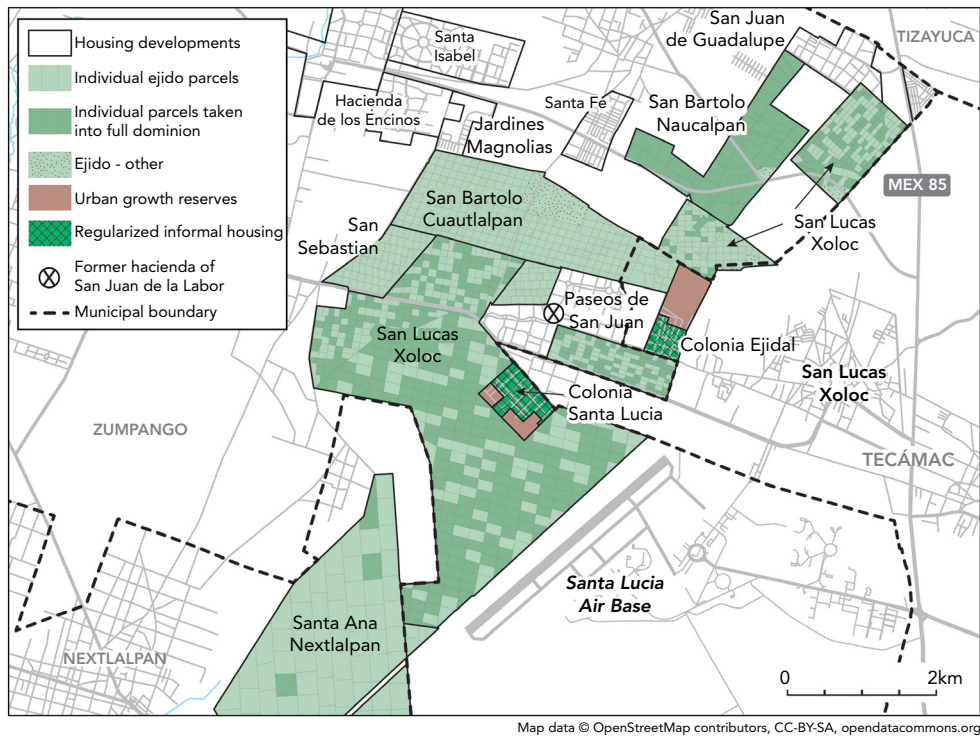 Housing developments
Individual ejido parcels
Individual parcels taken
into full dominion
Ejido - other
Urban growth reserves
Regularized informal housing
Former hacienda of
San Juan de la Labor
Municipal boundary
Santa
Isabel
Hacienda
de los Encinos
Jardines
Magnolias
Santa Fé
San Juan
de Guadalupe
TIZAYUCA
San Bartolo
Naucalpán
MEX 85
San Bartolo
Cuautlalpan
San
Sebastian
San Lucas
Xoloc
Paseos de
San Juan
San Lucas
Xoloc
Colonia Ejidal
San Lucas
Xoloc
Colonia
Santa Lucia
ZUMPANGO
TECÁMAC
Santa Lucia
Air Base
Santa Ana
Nextlalpan
NEXTLALPAN
0 2km
Map data © OpenStreetMap contributors, CC-BY-SA, opendatacommons.org